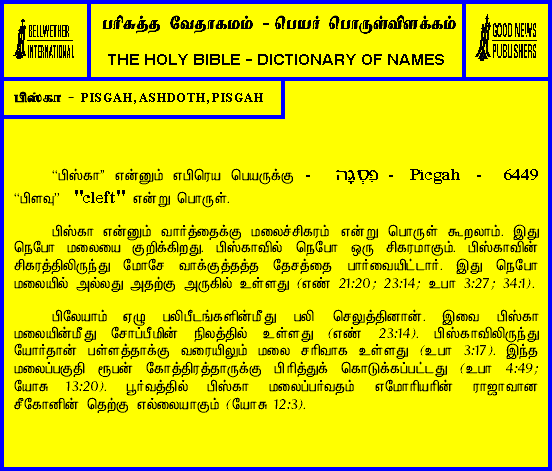 BELLWETHER
INTERNATIONAL
பரிசுத்த வேதாகமம் - பெயர் பொருள்விளக்கம்
THE HOLY BIBLE - DICTIONARY OF NAMES
GOOD NEWS
PUBLISHERS
பிஸ்கா - PISGAH,ASHDOTH,PISGAH
“பிஸ்கா” என்னும் எபிரெய பெயருக்கு - פִּסְגָּה - Picgah - 6449
“பிளவு” "cleft" என்று பொருள்.
பிஸ்கா என்னும் வார்த்தைக்கு மலைச்சிகரம் என்று பொருள் கூறலாம். இது
நெபோ மலையை குறிக்கிறது. பிஸ்காவில் நெபோ ஒரு சிகரமாகும். பிஸ்காவின்
சிகரத்திலிருந்து மோசே வாக்குத்தத்த தேசத்தை பார்வையிட்டார். இது நெபோ
மலையில் அல்லது அதற்கு அருகில் உள்ளது (எண் 21:20; 23:14; உபா 3:27; 34:1).
பிலேயாம் ஏழு பலிபீடங்களின்மீது பலி செலுத்தினான். இவை பிஸ்கா
மலையின்மீது சோப்பீமின் நிலத்தில் உள்ளது (எண் 23:14). பிஸ்காவிலிருந்து
யோர்தான் பள்ளத்தாக்கு வரையிலும் மலை சரிவாக உள்ளது (உபா 3:17). இந்த
மலைப்பகுதி ரூபன் கோத்திரத்தாருக்கு பிரித்துக் கொடுக்கப்பட்டது (உபா 4:49;
யோசு 13:20). பூர்வத்தில் பிஸ்கா மலைப்பர்வதம் எமோரியரின் ராஜாவான
சீகோனின் தெற்கு எல்லையாகும் (யோசு 12:3).